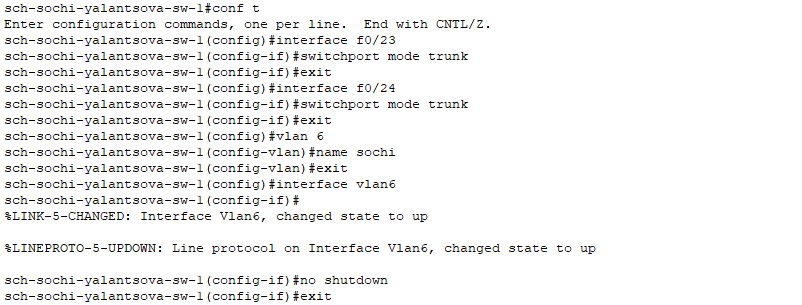 sch-sochi-yalantsova-sw-1#conf t
Enter configuration commands, one per line.  End with CNTL/Z.
sch-sochi-yalantsova-sw-1(config)#interface f0/23
sch-sochi-yalantsova-sw-1(config-if)#switchport mode trunk
sch-sochi-yalantsova-sw-1(config-if)#exit
sch-sochi-yalantsova-sw-1(config)#interface f0/24
sch-sochi-yalantsova-sw-1(config-if)#switchport mode trunk
sch-sochi-yalantsova-sw-1(config-if)#exit
sch-sochi-yalantsova-sw-1(config)#vlan 6
sch-sochi-yalantsova-sw-1(config-vlan)#name sochi
sch-sochi-yalantsova-sw-1(config-vlan)#exit
sch-sochi-yalantsova-sw-1(config)#interface vlan6
sch-sochi-yalantsova-sw-1(config-if)#
%LINK-5-CHANGED: Interface Vlan6, changed state to up
%LINEPROTO-5-UPDOWN: Line protocol on Interface Vlan6, changed state to up
sch-sochi-yalantsova-sw-1(config-if)#no shutdown
sch-sochi-yalantsova-sw-1(config-if)#exit